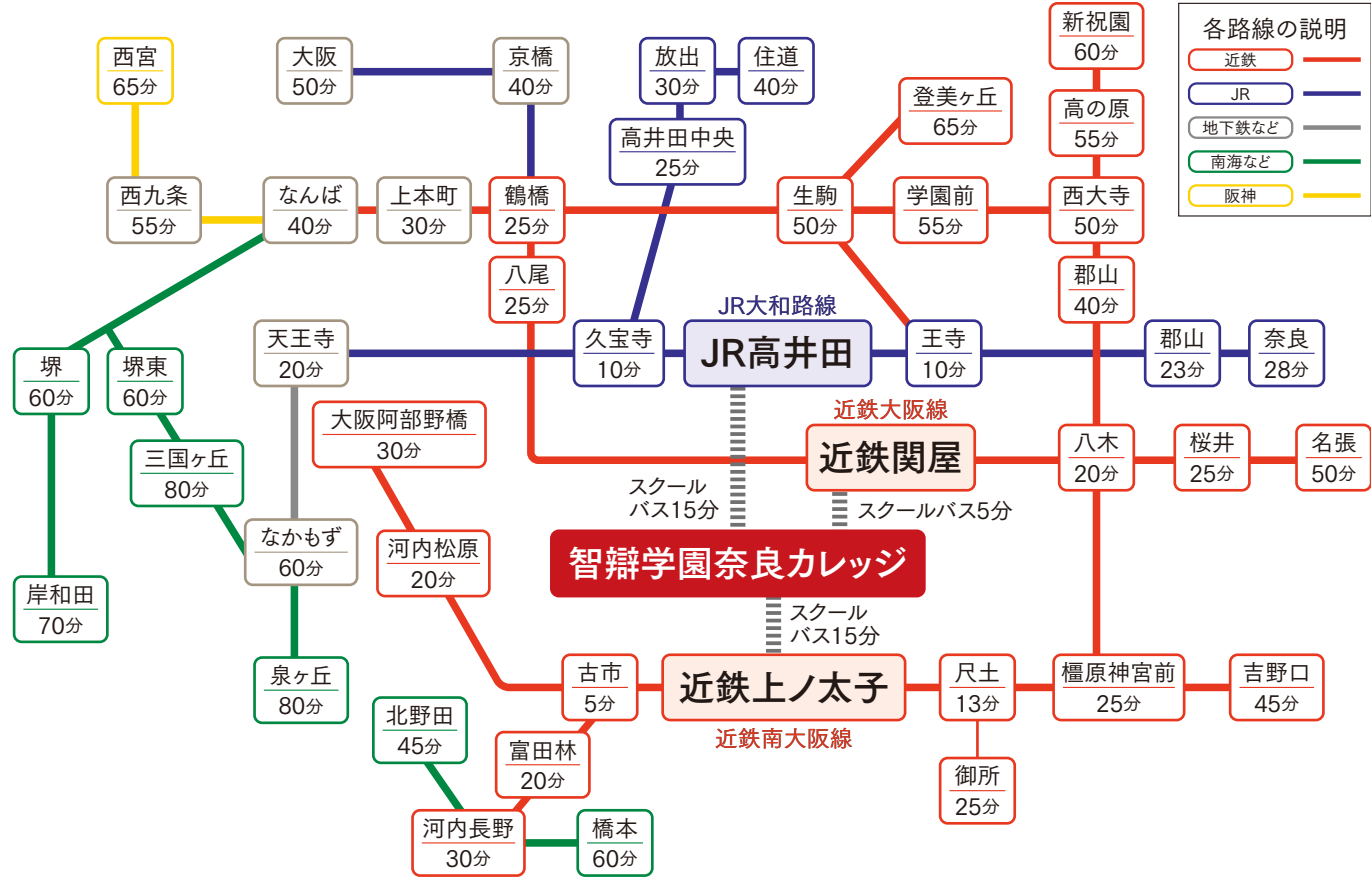 各路線の説明
近鉄
JR
地下鉄など
南海など
阪神
西宮
65分
大阪
50分
京橋
40分
放出
30分
住道
40分
新祝園
60分
登美ヶ丘
65分
高の原
55分
高井田中央
25分
西九条
55分
なんば
40分
上本町
30分
鶴橋
25分
生駒
50分
学園前
55分
西大寺
50分
八尾
25分
郡山
40分
JR大和路線
堺
60分
堺東
60分
天王寺
20分
久宝寺
10分
JR高井田
王寺
10分
郡山
23分
奈良
28分
大阪阿部野橋
30分
近鉄大阪線
近鉄関屋
八木
20分
桜井
25分
名張
50分
三国ヶ丘
80分
スクール
バス15分
スクールバス5分
なかもず
60分
河内松原
20分
智辯学園奈良カレッジ
岸和田
70分
スクール
バス15分
泉ヶ丘
80分
古市
5分
近鉄上ノ太子
近鉄南大阪線
尺土
13分
橿原神宮前
25分
吉野口
45分
北野田
45分
富田林
20分
御所
25分
河内長野
30分
橋本
60分